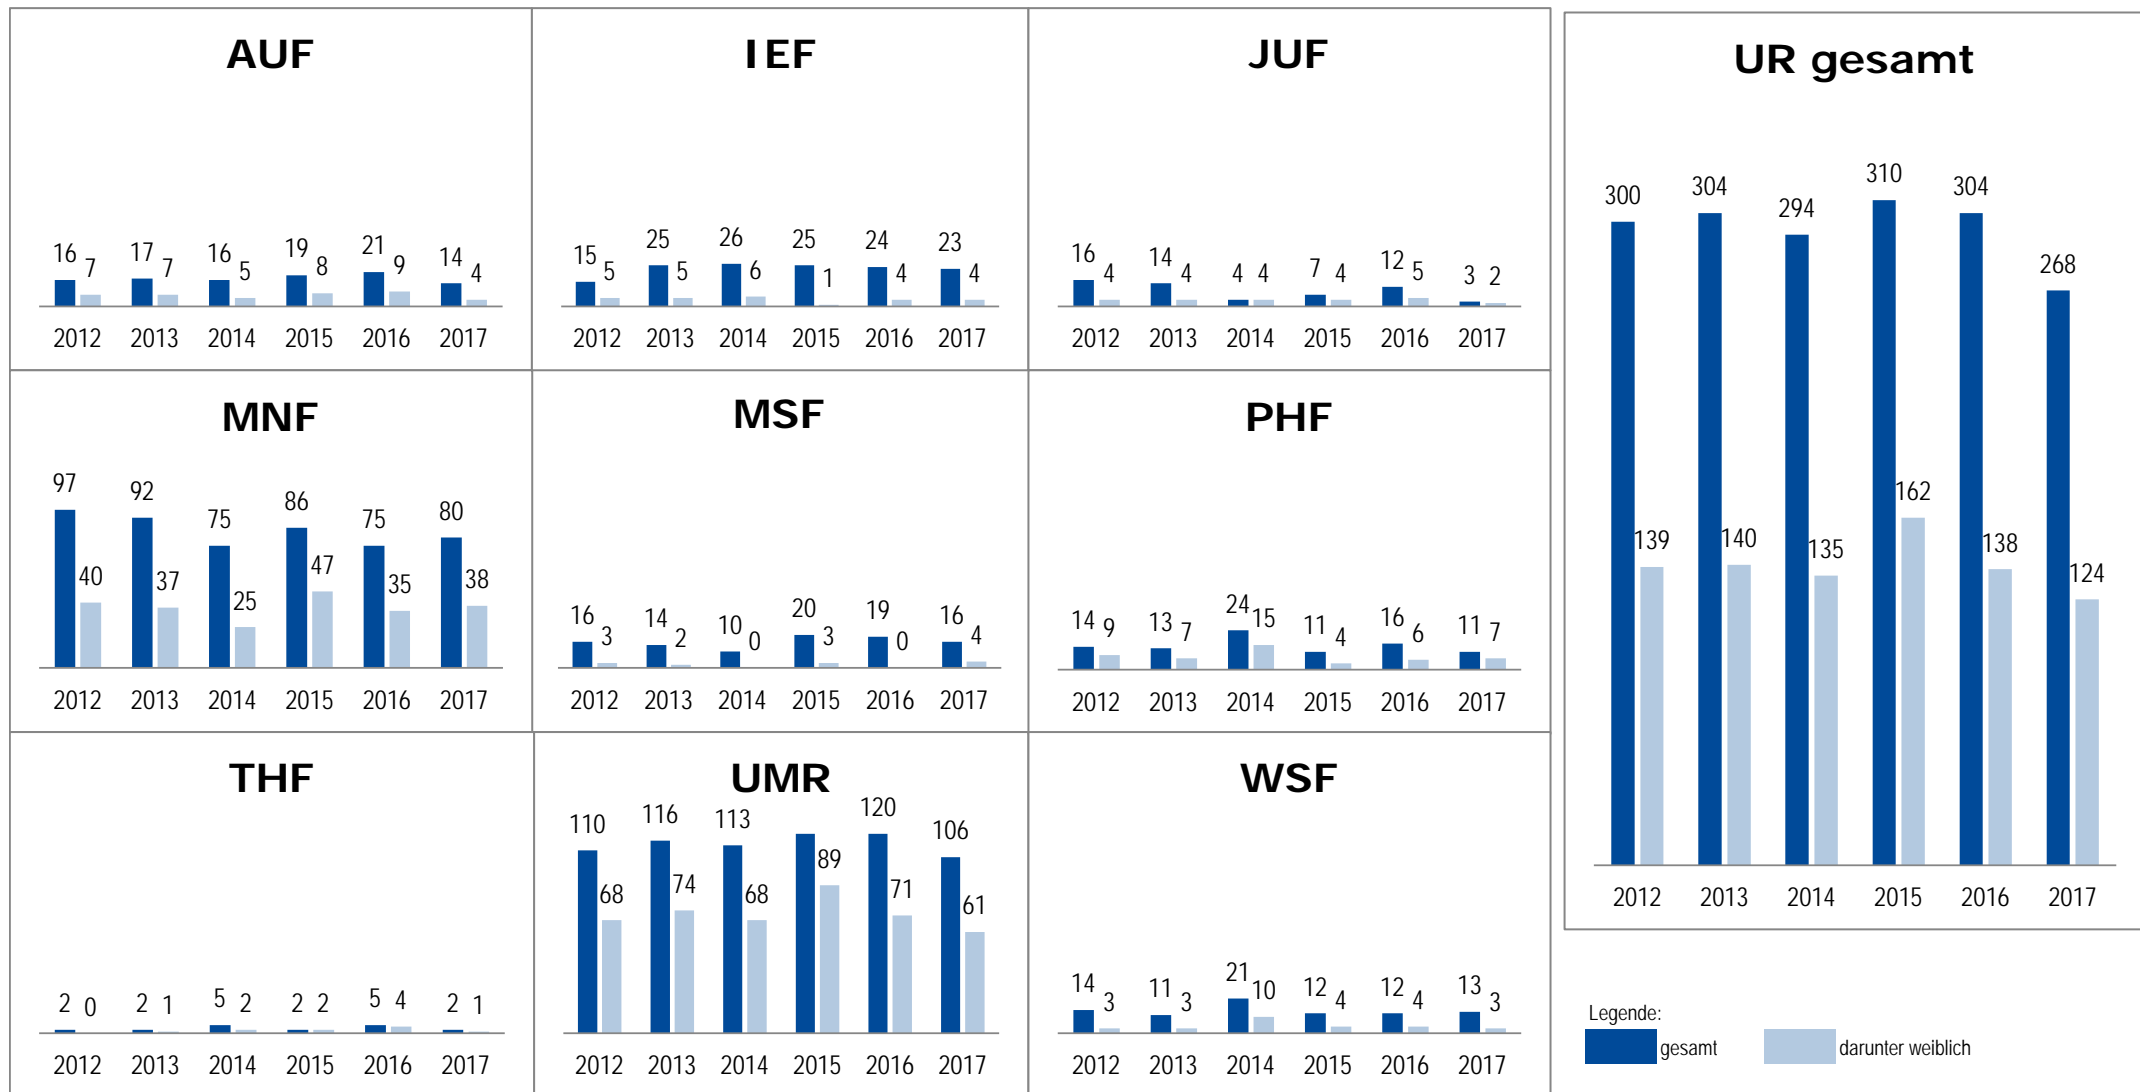 AUF
16 7 17 7 16 5 19 8 21 9 14 4
2012 2013 2014 2015 2016 2017
IEF
15 5 25 5 26 6 25 1 24 4 23 4
2012 2013 2014 2015 2016 2017
JUF
16 4 14 4 4 4 7 4 12 5 3 2
2012 2013 2014 2015 2016 2017
MNF
97 40 92 37 75 25 86 47 75 35 80 38
2012 2013 2014 2015 2016 2017
MSF
16 3 14 2 10 0 20 3 19 0 16 4
2012 2013 2014 2015 2016 2017
PHF
14 9 13 7 24 15 11 4 16 6 11 7
2012 2013 2014 2015 2016 2017
THF
2 0 2 1 5 2 2 2 5 4 2 1
2012 2013 2014 2015 2016 2017
UMR
110 68 116 74 113 68 89 120 71 106 61
2012 2013 2014 2015 2016 2017
WSF
14 3 11 3 21 10 12 4 12 4 13 3
2012 2013 2014 2015 2016 2017
UR gesamt
300 139 304 140 294 135 310 162 304 138 268 124
2012 2013 2014 2015 2016 2017
Legende:
gesamt darunter weiblich